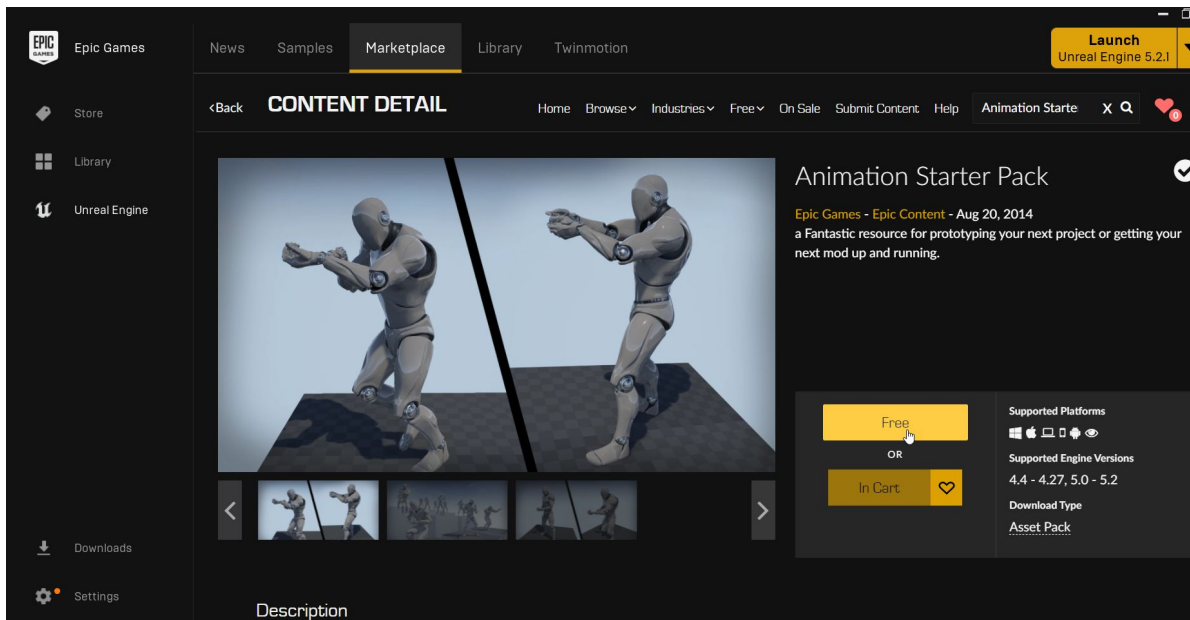 EPIC
GAMES
Epic Games
News
Samples
Marketplace
Library
Twinmotion
Launch
Unreal Engine 5.2.1
Store
Library
Unreal Engine
<Back
CONTENT DETAIL
Home
Browse
Industries
Free
On Sale
Submit Content
Help
Animation Starte
X
0
Animation Starter Pack
Epic Games - Epic Content - Aug 20, 2014
a Fantastic resource for prototyping your next project or getting your
next mod up and running.
Free
OR
In Cart
Supported Platforms
Supported Engine Versions
4.4 - 4.27, 5.0 - 5.2
Download Type
Asset Pack
Downloads
Settings
Description